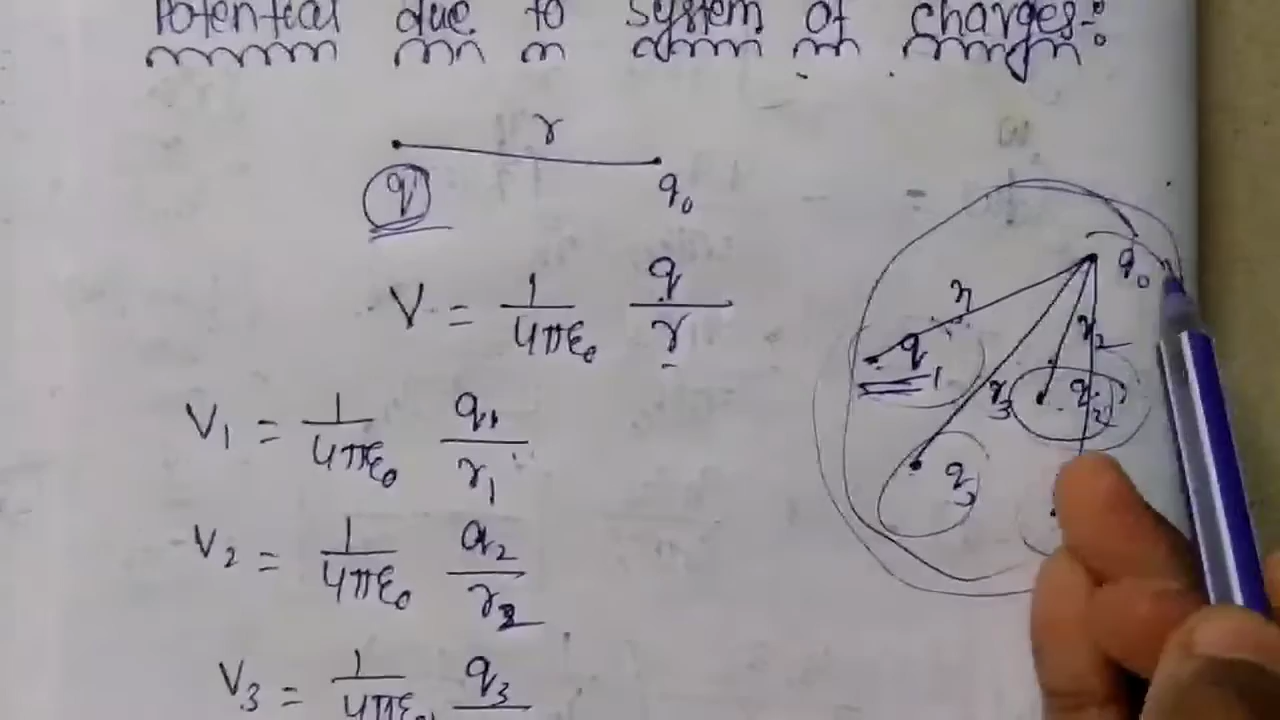 Potential due to system of charges:
r
q q₀
V = 1/4πε₀ q/r
V₁ = 1/4πε₀ q₁/r₁
V₂ = 1/4πε₀ q₂/r₂
V₃ = 1/4πε₀ q₃
q₀
r₁
r₂
q₁
r₃
q₂
q₃